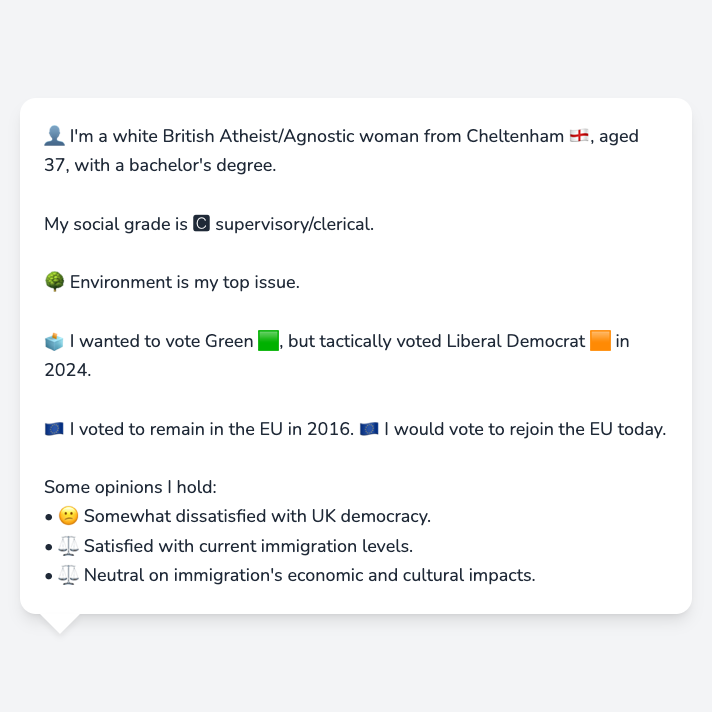 👤 I'm a white British Atheist/Agnostic woman from Cheltenham 🏴󠁧󠁢󠁥󠁮󠁧󠁿, aged
37, with a bachelor's degree.
My social grade is 🅲 supervisory/clerical.
🌳 Environment is my top issue.
🗳️ I wanted to vote Green 🟩, but tactically voted Liberal Democrat 🟧 in
2024.
🇪🇺 I voted to remain in the EU in 2016. 🇪🇺 I would vote to rejoin the EU today.
Some opinions I hold:
• 😕 Somewhat dissatisfied with UK democracy.
• ⚖️ Satisfied with current immigration levels.
• ⚖️ Neutral on immigration's economic and cultural impacts.